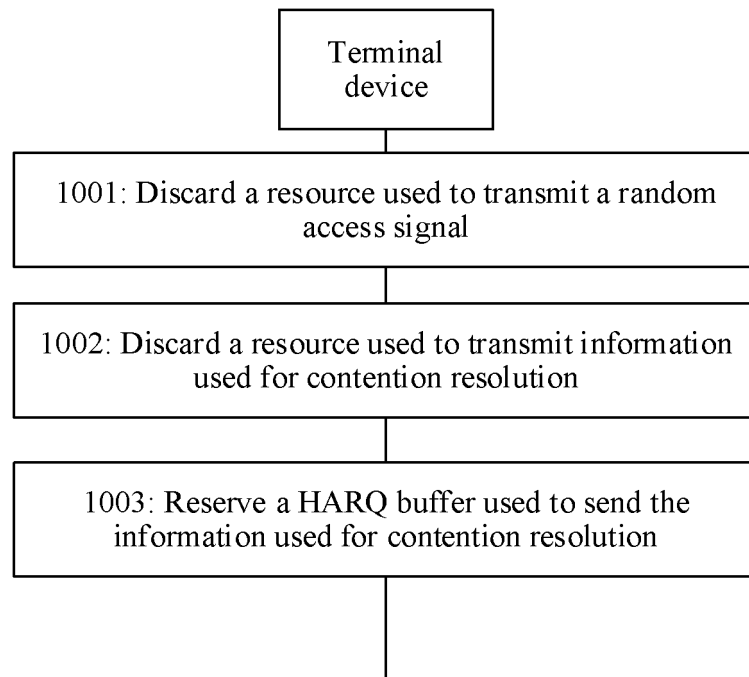 Terminal
device
1001: Discard a resource used to transmit a random
access signal
1002: Discard a resource used to transmit information
used for contention resolution
1003: Reserve a HARQ buffer used to send the
information used for contention resolution